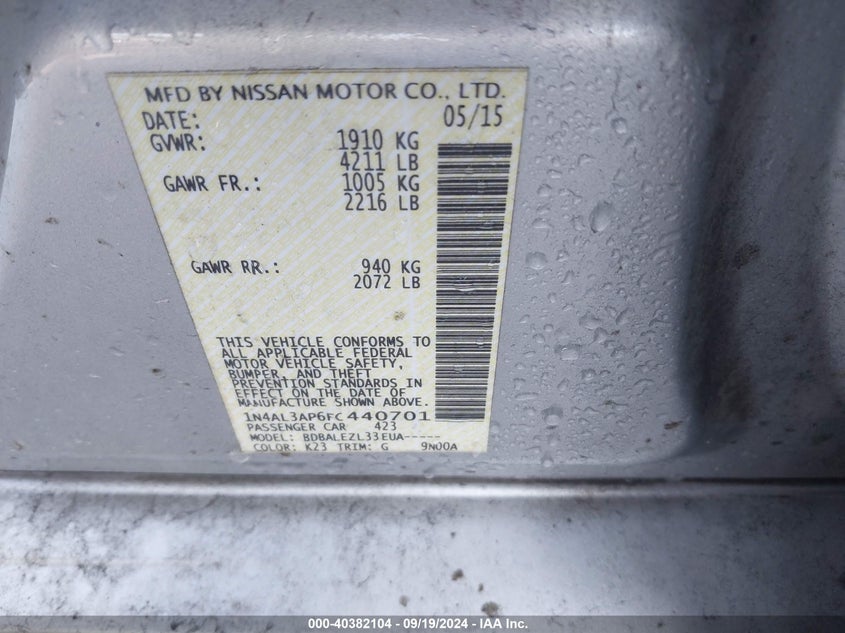 MFD BY NISSAN MOTOR CO., LTD.
DATE: 05/15
GVWR: 1910 KG
4211 LB
GAWR FR.: 1005 KG
2216 LB
GAWR RR.: 940 KG
2072 LB
THIS VEHICLE CONFORMS TO
ALL APPLICABLE FEDERAL
MOTOR VEHICLE SAFETY,
BUMPER, AND THEFT
PREVENTION STANDARDS IN
EFFECT ON THE DATE OF
MANUFACTURE SHOWN ABOVE.
1N4AL3AP6FC440701
PASSENGER CAR 423
MODEL: BDBALEZL33EUA-----
COLOR: K23 TRIM: G 9N00A
000-40382104 - 09/19/2024 - IAA Inc.